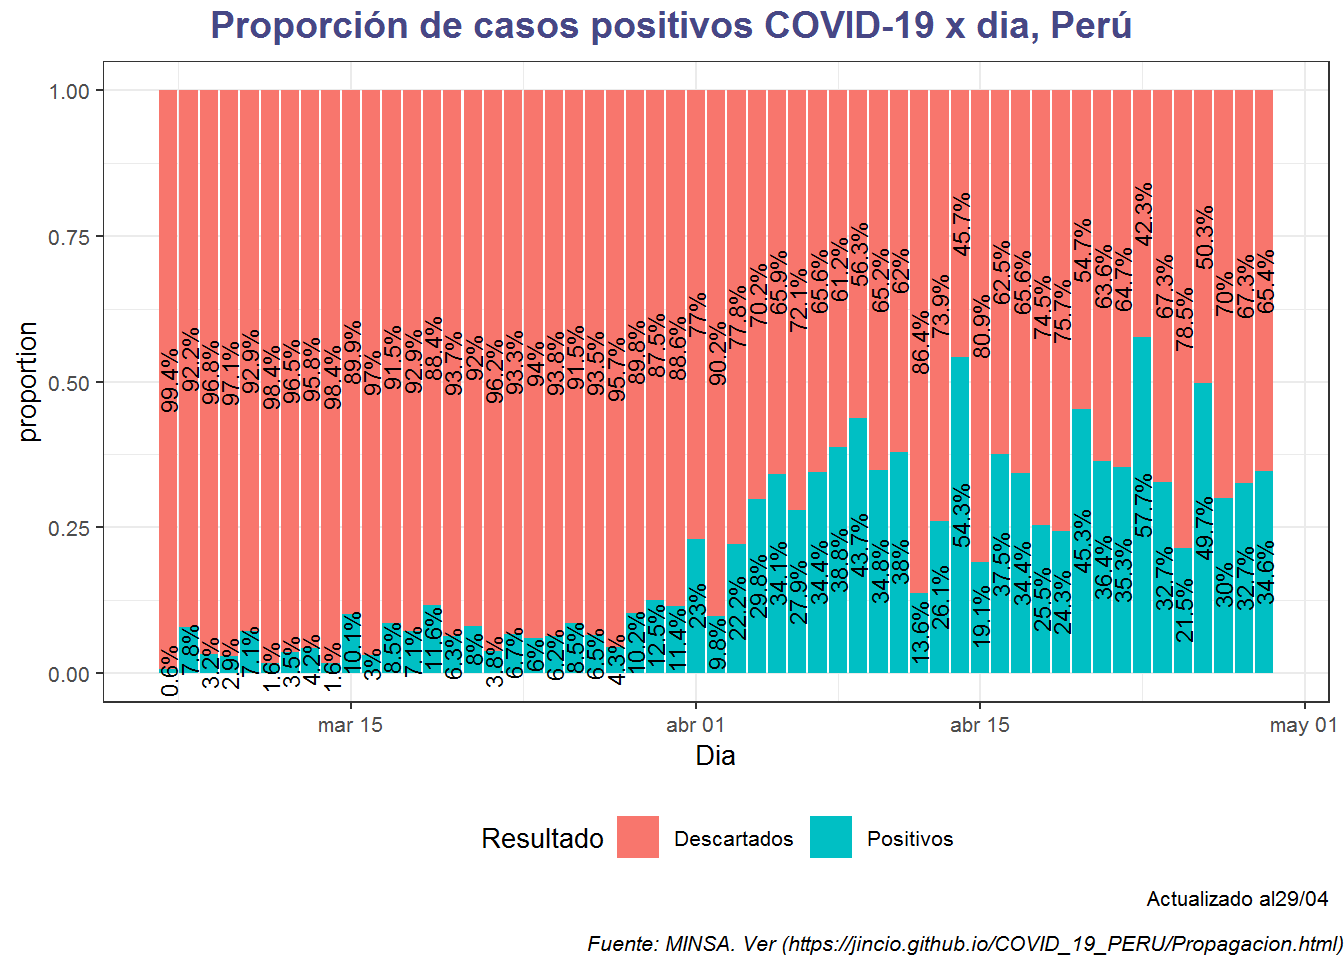 Proporción de casos positivos COVID-19 x dia, Perú
proportion
1.00
0.75
0.50
0.25
0.00
99.4% 92.2% 96.8% 97.1% 92.9% 98.4% 96.5% 95.8% 98.4% 89.9% 97% 91.5% 92.9% 88.4% 93.7% 92% 96.2% 93.3% 94% 93.8% 91.5% 93.5% 95.7% 89.8% 87.5% 88.6% 77% 90.2% 77.8% 70.2% 65.9% 72.1% 65.6% 61.2% 56.3% 65.2% 62% 86.4% 73.9% 45.7% 80.9% 62.5% 65.6% 74.5% 75.7% 54.7% 63.6% 64.7% 42.3% 67.3% 78.5% 50.3% 70% 67.3% 65.4%
0.6% 7.8% 3.2% 2.9% 7.1% 1.6% 3.5% 4.2% 1.6% 10.1% 3% 8.5% 7.1% 11.6% 6.3% 8% 3.8% 6.7% 6% 6.2% 8.5% 6.5% 4.3% 10.2% 12.5% 11.4% 23% 9.8% 22.2% 29.8% 34.1% 27.9% 34.4% 38.8% 43.7% 34.8% 38% 13.6% 26.1% 54.3% 19.1% 37.5% 34.4% 25.5% 24.3% 45.3% 36.4% 35.3% 57.7% 32.7% 21.5% 49.7% 30% 32.7% 34.6%
mar 15 abr 01 abr 15 may 01
Dia
Resultado Descartados Positivos
Actualizado al29/04
Fuente: MINSA. Ver (https://jincio.github.io/COVID_19_PERU/Propagacion.html)